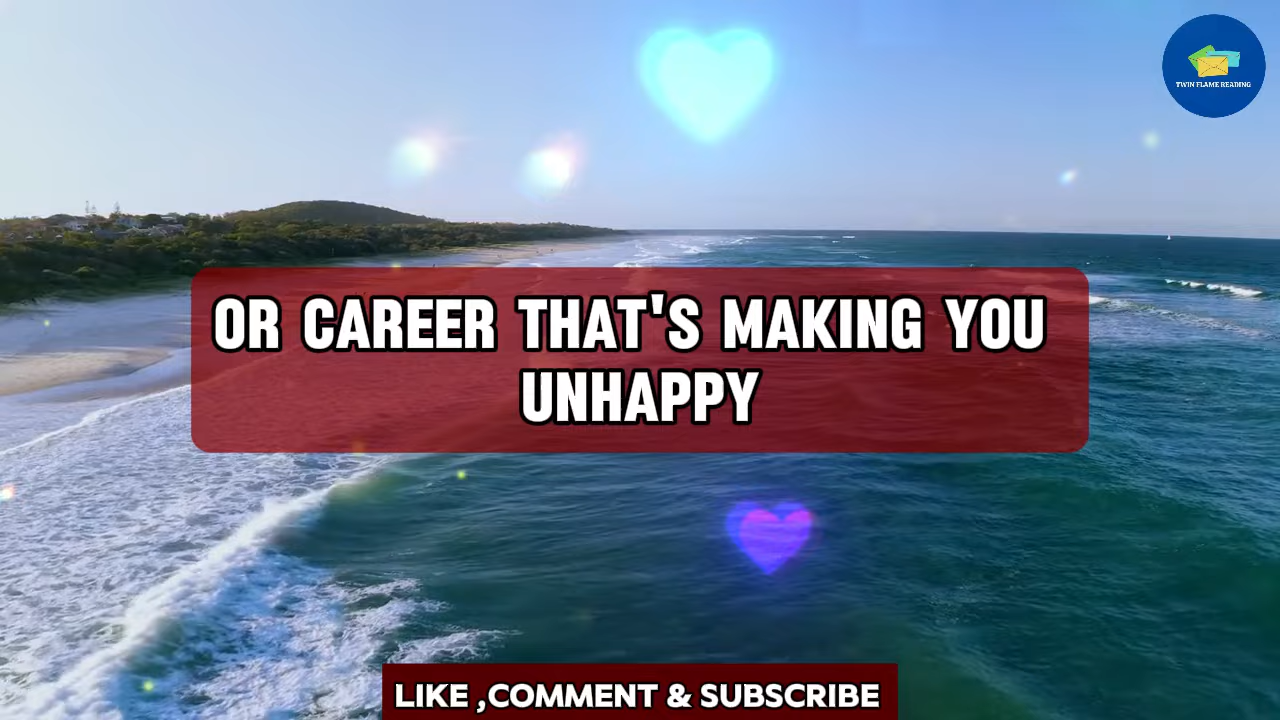 TWIN FLAME READING
OR CAREER THAT'S MAKING YOU
UNHAPPY
LIKE ,COMMENT & SUBSCRIBE